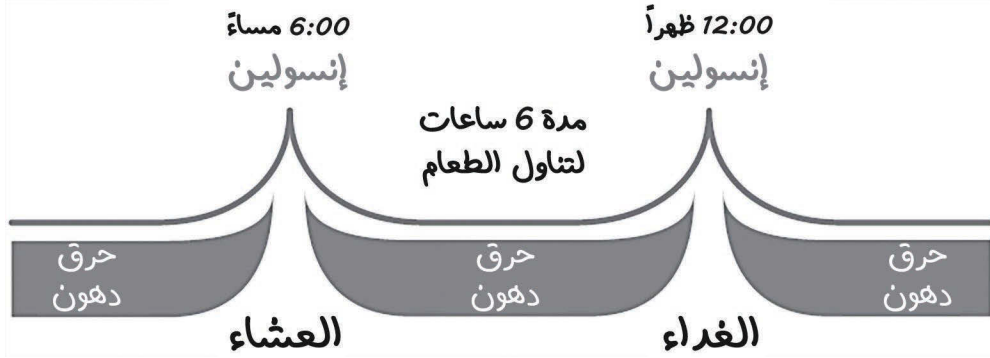 12:00 ظهراً
إنسولين
6:00 مساءً
إنسولين
مدة 6 ساعات
لتناول الطعام
حرق
دهون
حرق
دهون
حرق
دهون
الغداء
العشاء